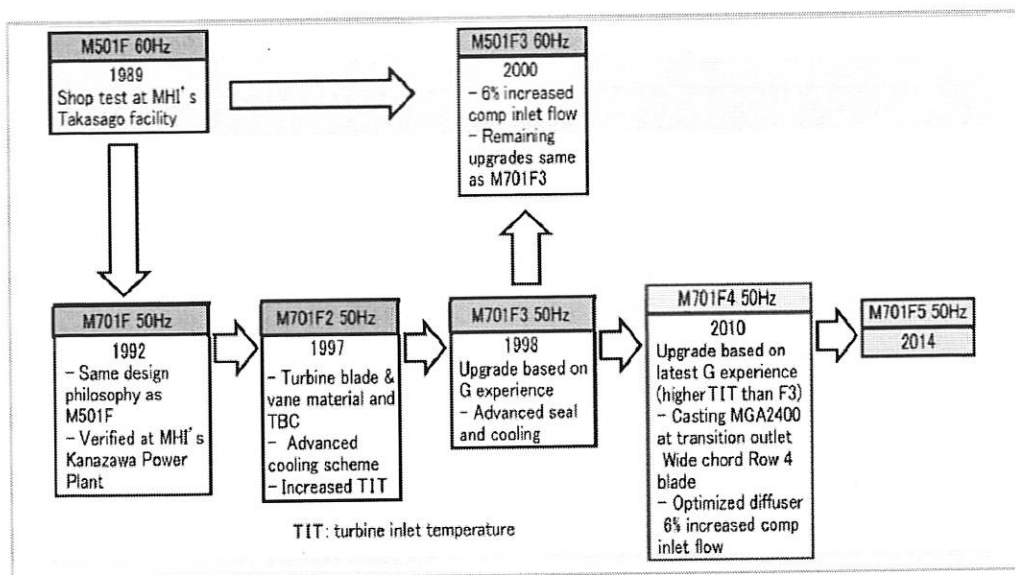 M501F 60Hz
1989
Shop test at MHI's
Takasago facility
M501F3 60Hz
2000
- 6% increased
comp inlet flow
- Remaining
upgrades same
as M701F3
M701F 50Hz
1992
- Same design
philosophy as
M501F
- Verified at MHI's
Kanazawa Power
Plant
M701F2 50Hz
1997
- Turbine blade &
vane material and
TBC
- Advanced
cooling scheme
- Increased TIT
M701F3 50Hz
1998
Upgrade based on
G experience
- Advanced seal
and cooling
M701F4 50Hz
2010
Upgrade based on
latest G experience
(higher TIT than F3)
- Casting MGA2400
at transition outlet
Wide chord Row 4
blade
- Optimized diffuser
6% increased comp
inlet flow
M701F5 50Hz
2014
TIT: turbine inlet temperature